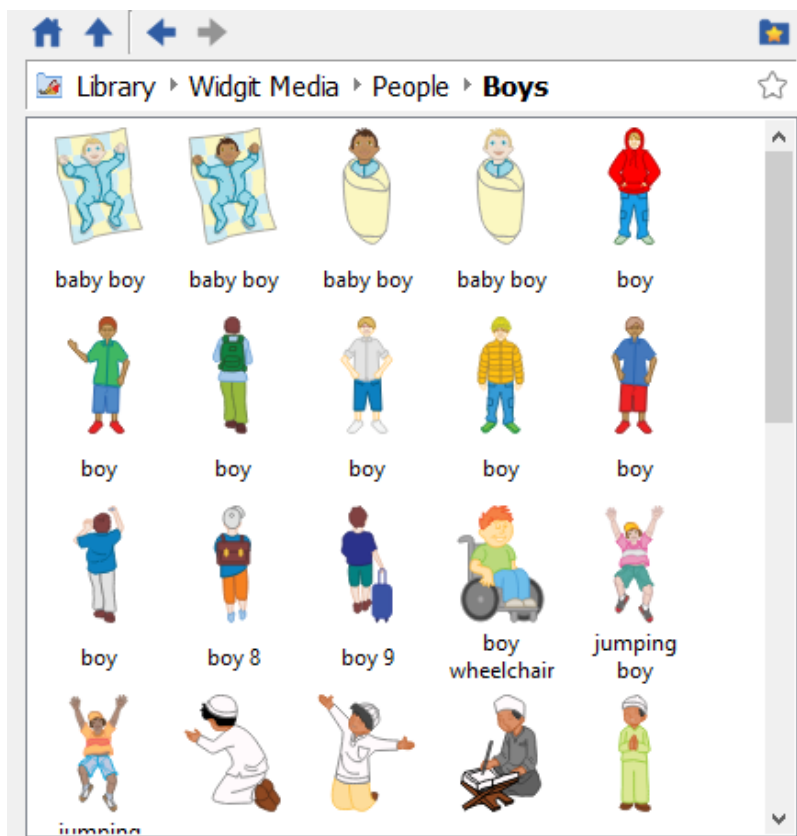 Library Widgit Media People Boys
baby boy baby boy baby boy baby boy boy
boy boy boy boy boy
boy boy 8 boy 9 boy wheelchair jumping boy
jumping